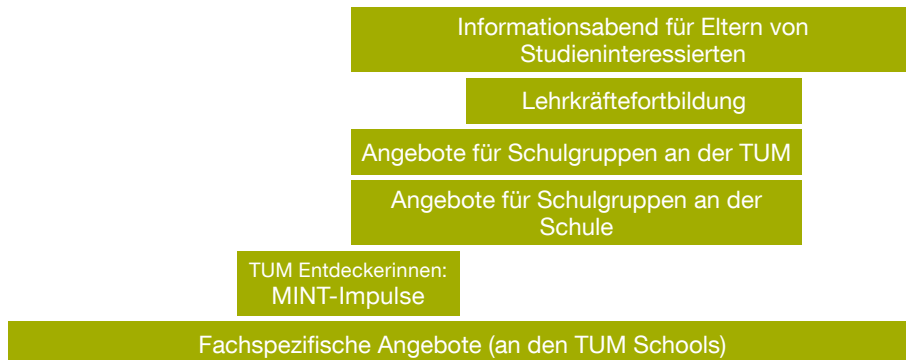 Informationsabend für Eltern von
Studieninteressierten
Lehrkräftefortbildung
Angebote für Schulgruppen an der TUM
Angebote für Schulgruppen an der
Schule
TUM Entdeckerinnen:
MINT-Impulse
Fachspezifische Angebote (an den TUM Schools)